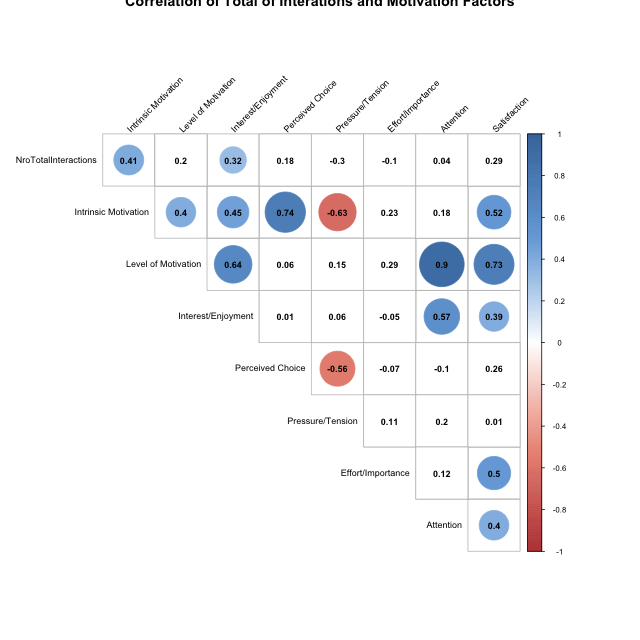 Correlation of Total of Interations and Motivation Factors
Intrinsic Motivation
Level of Motivation
Interest/Enjoyment
Perceived Choice
Pressure/Tension
Effort/Importance
Attention
Satisfaction
NroTotalInteractions 0.41 0.2 0.32 0.18 -0.3 -0.1 0.04 0.29
Intrinsic Motivation 0.4 0.45 0.74 -0.63 0.23 0.18 0.52
Level of Motivation 0.64 0.06 0.15 0.29 0.9 0.73
Interest/Enjoyment 0.01 0.06 -0.05 0.57 0.39
Perceived Choice -0.56 -0.07 -0.1 0.26
Pressure/Tension 0.11 0.2 0.01
Effort/Importance 0.12 0.5
Attention 0.4
1
0.8
0.6
0.4
0.2
0
-0.2
-0.4
-0.6
-0.8
-1